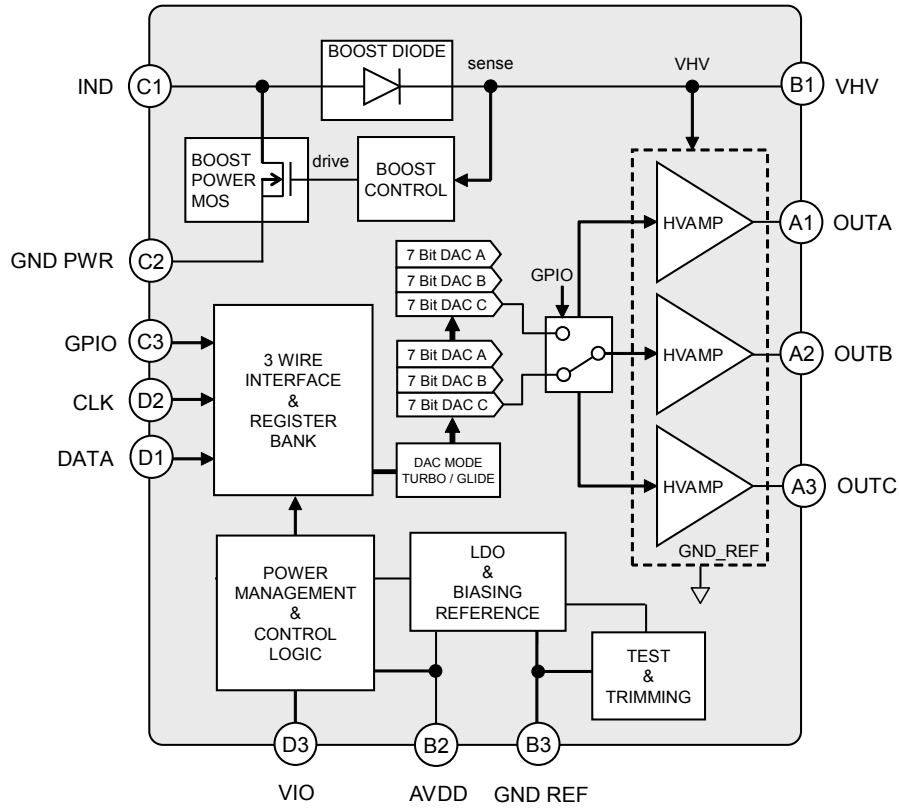 BOOST DIODE
sense
VHV
IND
C1
B1
VHV
BOOST
POWER
MOS
drive
BOOST
CONTROL
HVAMP
A1
OUTA
GND PWR
C2
7 Bit DAC A
7 Bit DAC B
7 Bit DAC C
GPIO
GPIO
C3
CLK
D2
DATA
D1
3 WIRE
INTERFACE
&
REGISTER
BANK
7 Bit DAC A
7 Bit DAC B
7 Bit DAC C
HVAMP
A2
OUTB
DAC MODE
TURBO / GLIDE
HVAMP
A3
OUTC
GND_REF
POWER
MANAGEMENT
&
CONTROL
LOGIC
LDO
&
BIASING
REFERENCE
TEST
&
TRIMMING
D3
B2
B3
VIO
AVDD
GND REF